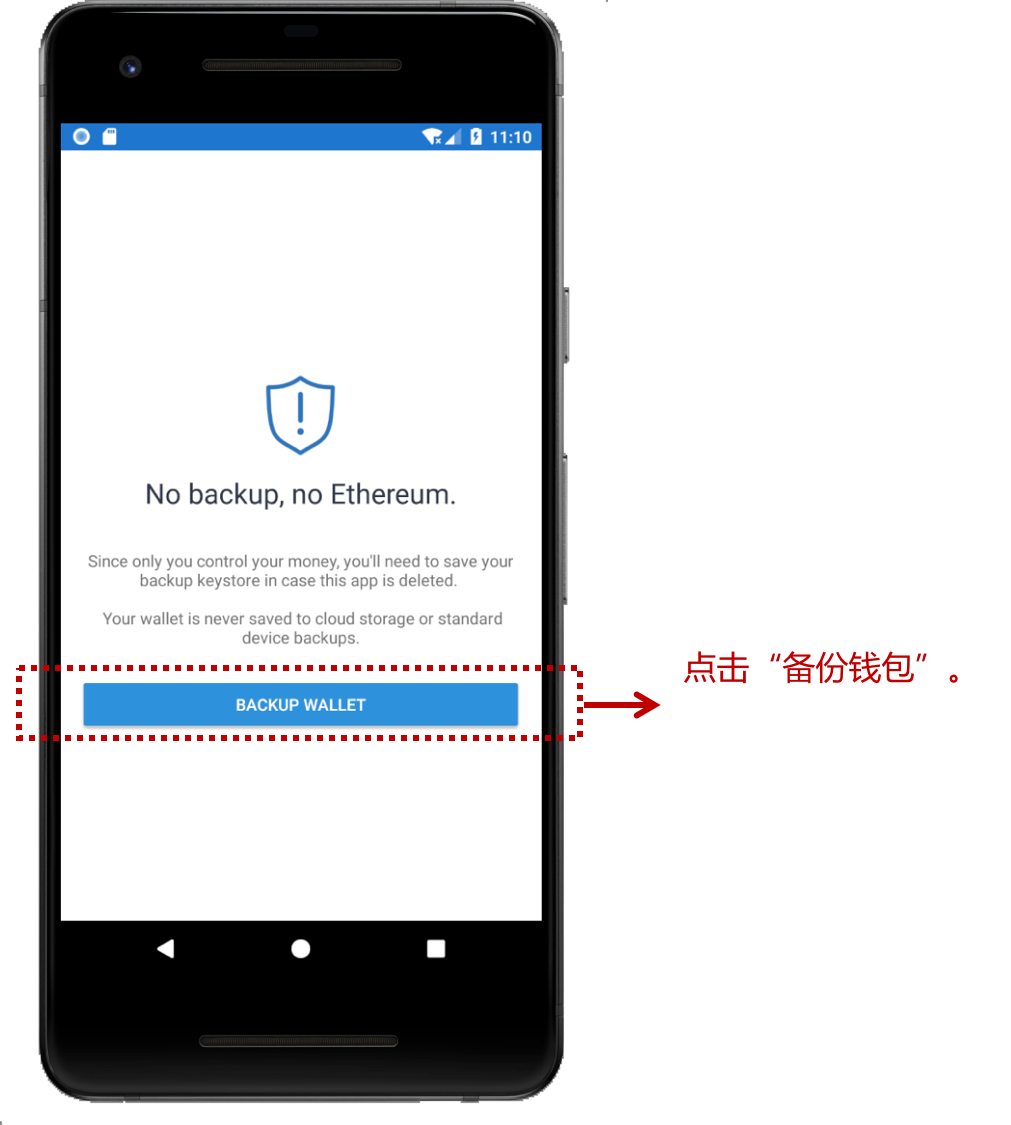 11:10
No backup, no Ethereum.
Since only you control your money, you'll need to save your
backup keystore in case this app is deleted.
Your wallet is never saved to cloud storage or standard
device backups.
点击“备份钱包”。
BACKUP WALLET